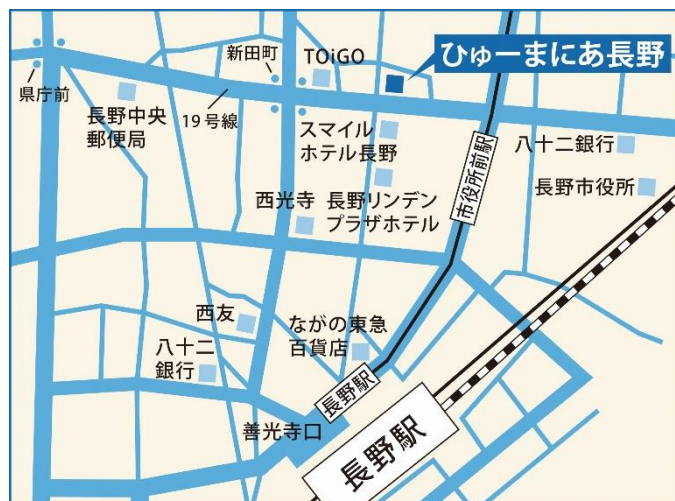 新田町
TOiGO
ひゅーまにあ長野
県庁前
長野中央
郵便局
19号線
スマイル
ホテル長野
八十二銀行
市役所前駅
長野市役所
西光寺
長野リンデン
プラザホテル
西友
ながの東急
百貨店
八十二
銀行
長野駅
善光寺口
長野駅